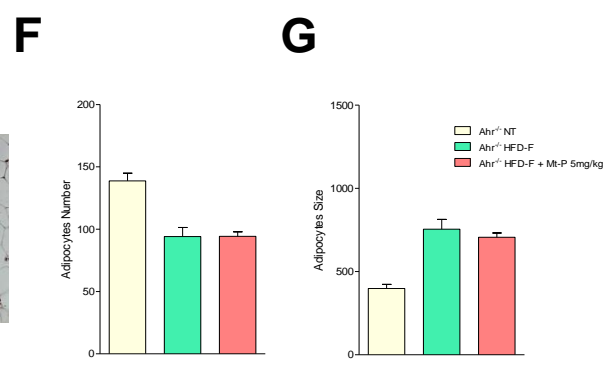 F
G
Adipocytes Number
200
150
100
50
0
Adipocytes Size
1500
1000
500
0
Ahr-/- NT
Ahr-/- HFD-F
Ahr-/- HFD-F + Mt-P 5mg/kg